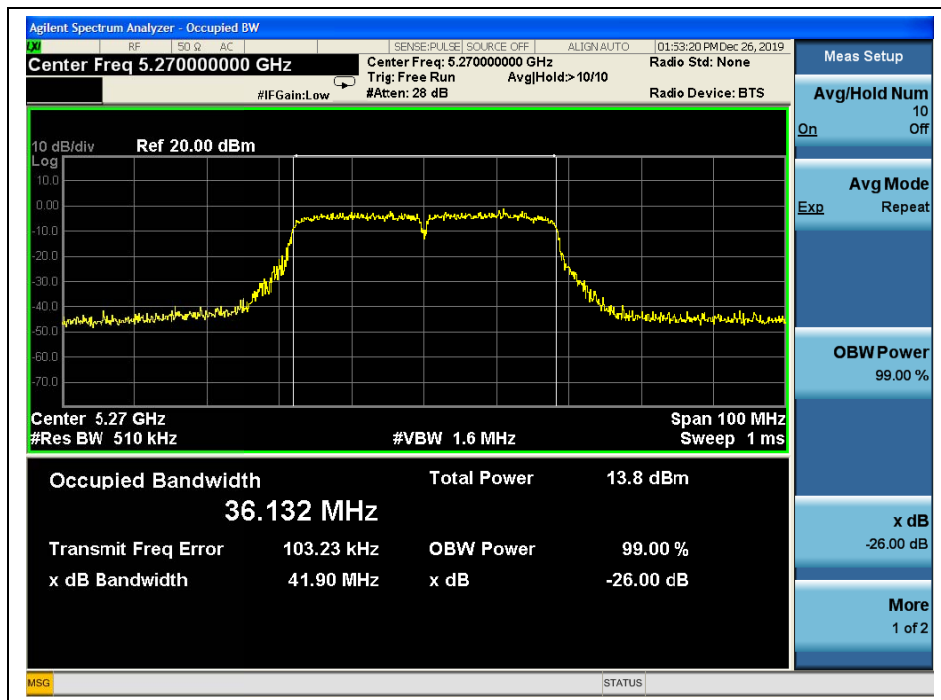 Agilent Spectrum Analyzer - Occupied BW
LXI RF 50 Ω AC SENSE:PULSE SOURCE OFF ALIGN AUTO 01:53:20 PM Dec 26, 2019
Center Freq 5.270000000 GHz
Center Freq: 5.270000000 GHz
Radio Std: None
Trig: Free Run Avg|Hold:>10/10
#IFGain:Low
#Atten: 28 dB
Radio Device: BTS
10 dB/div Ref 20.00 dBm
Log
10.0
0.00
-10.0
-20.0
-30.0
-40.0
-50.0
-60.0
-70.0
Center 5.27 GHz Span 100 MHz
#Res BW 510 kHz #VBW 1.6 MHz Sweep 1 ms
Occupied Bandwidth Total Power 13.8 dBm
36.132 MHz
Transmit Freq Error 103.23 kHz OBW Power 99.00 %
x dB Bandwidth 41.90 MHz x dB -26.00 dB
Meas Setup
Avg/Hold Num
10
On Off
Avg Mode
Exp Repeat
OBW Power
99.00 %
x dB
-26.00 dB
More
1 of 2
MSG STATUS